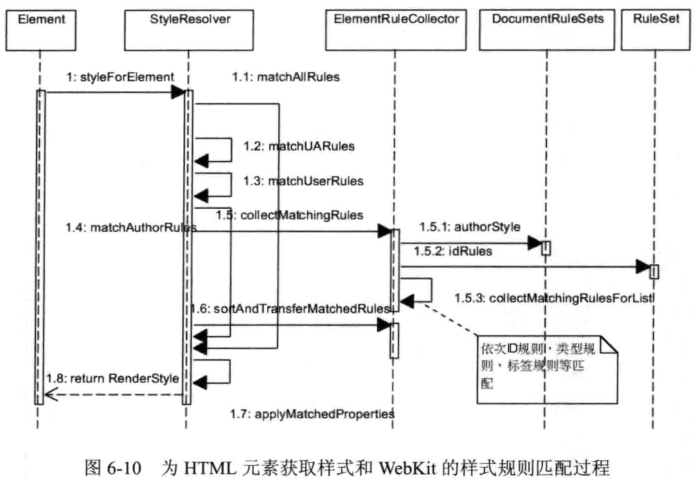 Element
StyleResolver
ElementRuleCollector
DocumentRuleSets
RuleSet
1: styleForElement
1.1: matchAllRules
1.2: matchUARules
1.3: matchUserRules
1.4: matchAuthorRules
1.5: collectMatchingRules
1.5.1: authorStyle
1.5.2: idRules
1.5.3: collectMatchingRulesForList
1.6: sortAndTransferMatchedRules
依次ID规则，类型规
则，标签规则等匹
配
1.8: return RenderStyle
1.7: applyMatchedProperties
图 6-10 为 HTML 元素获取样式和 WebKit 的样式规则匹配过程